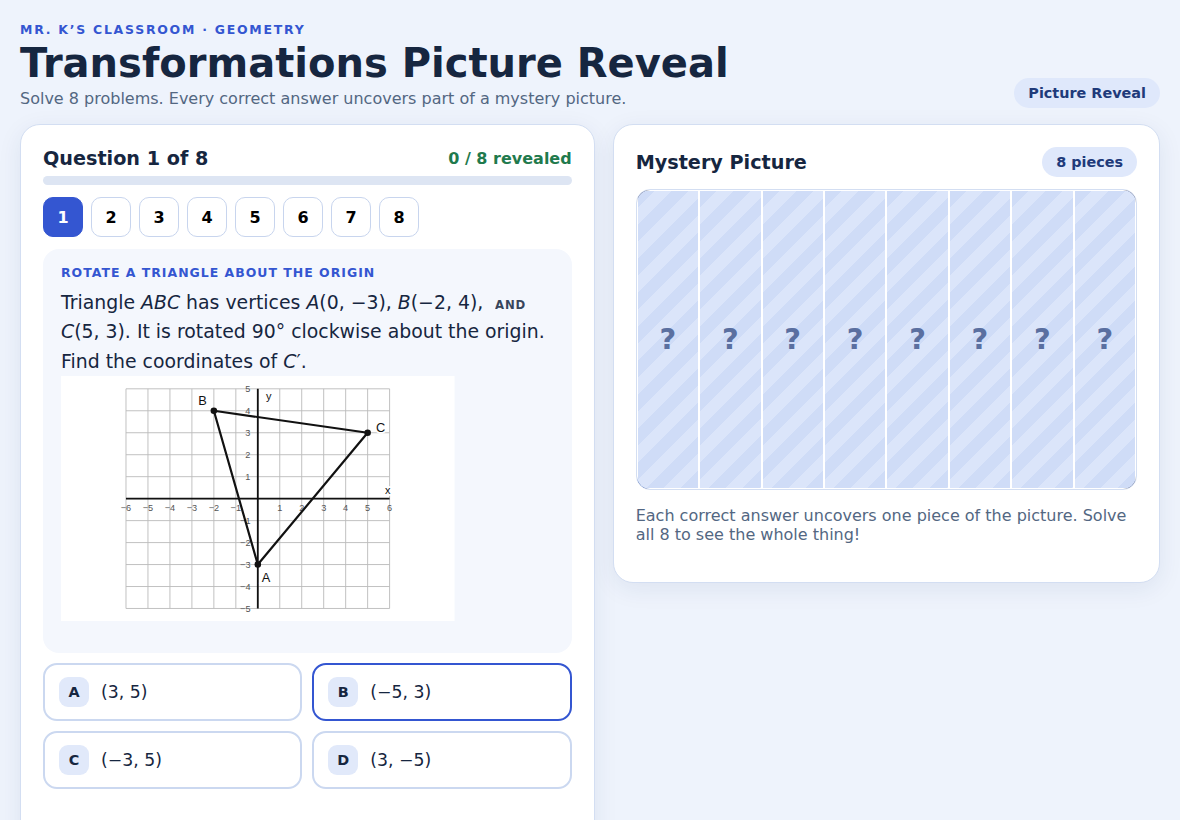 MR. K’S CLASSROOM · GEOMETRY
Transformations Picture Reveal
Solve 8 problems. Every correct answer uncovers part of a mystery picture.
Picture Reveal
Question 1 of 8
0 / 8 revealed
1 2 3 4 5 6 7 8
ROTATE A TRIANGLE ABOUT THE ORIGIN
Triangle ABC has vertices A(0, −3), B(−2, 4), AND
C(5, 3). It is rotated 90° clockwise about the origin.
Find the coordinates of C′.
5
B
y
4
C
3
2
1
x
−6 −5 −4 −3 −2 −1 1 2 3 4 5 6
−1
−2
−3
A
−4
−5
A (3, 5)
B (−5, 3)
C (−3, 5)
D (3, −5)
Mystery Picture
8 pieces
? ? ? ? ? ? ? ?
Each correct answer uncovers one piece of the picture. Solve
all 8 to see the whole thing!